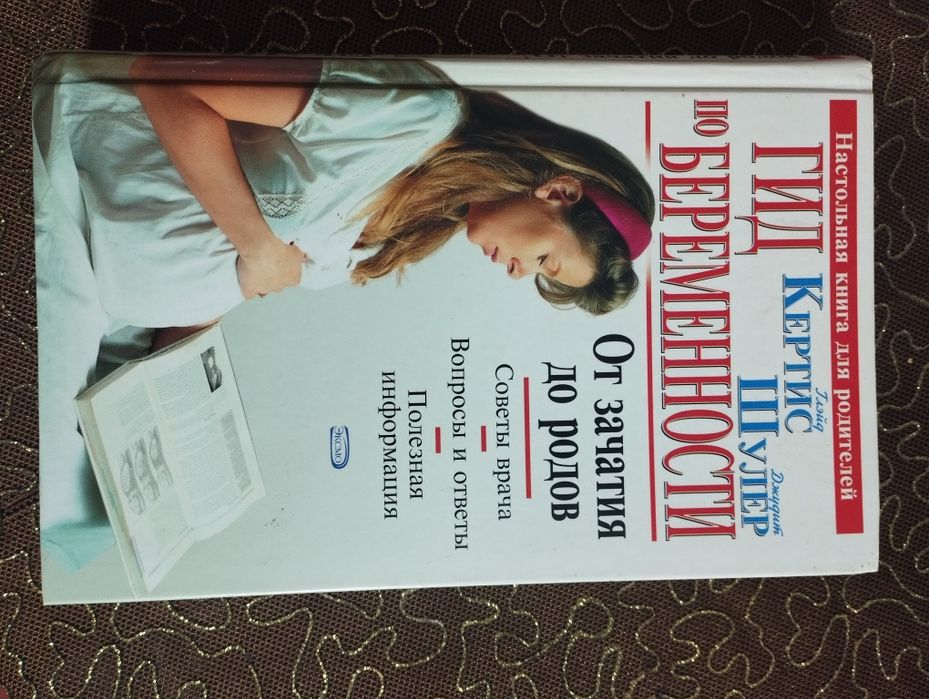 Настольная книга для родителей
Глэйд
КЕРТИС
Джудит
ШУЛЕР
ГИД
ПО БЕРЕМЕННОСТИ
От зачатия
до родов
Советы врача
Вопросы и ответы
Полезная
информация
ЭКСМО